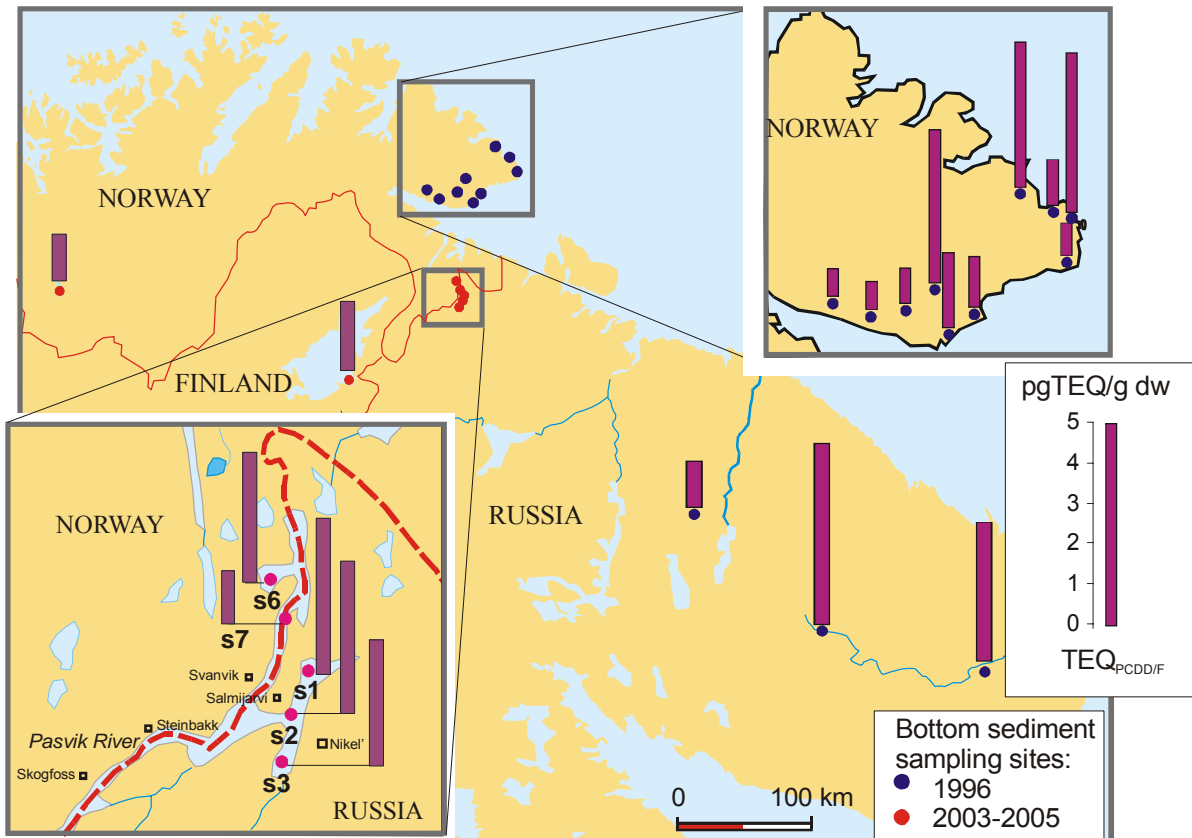 NORWAY
NORWAY
FINLAND
RUSSIA
pgTEQ/g dw
5
4
3
2
1
0
TEQPCDD/F
NORWAY
s6
s7
Svanvik
s1
Salmijarvi
s2
Steinbakk
Pasvik River
Nikel'
s3
Skogfoss
RUSSIA
0 100 km
Bottom sediment
sampling sites:
1996
2003-2005